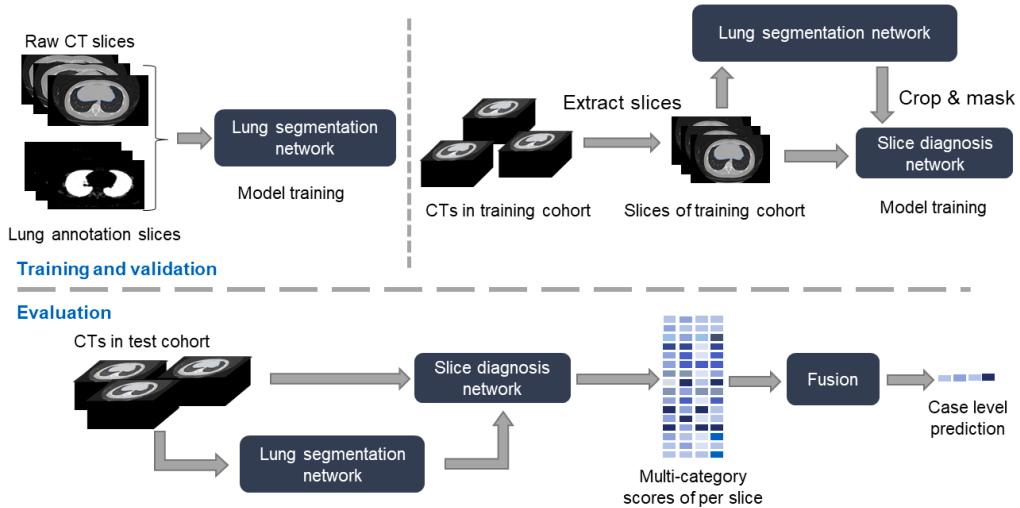 Raw CT slices
Lung segmentation
network
Model training
Lung annotation slices
Training and validation
Extract slices
CTs in training cohort
Slices of training cohort
Lung segmentation network
Crop & mask
Slice diagnosis
network
Model training
Evaluation
CTs in test cohort
Lung segmentation
network
Slice diagnosis
network
Multi-category
scores of per slice
Fusion
Case level
prediction